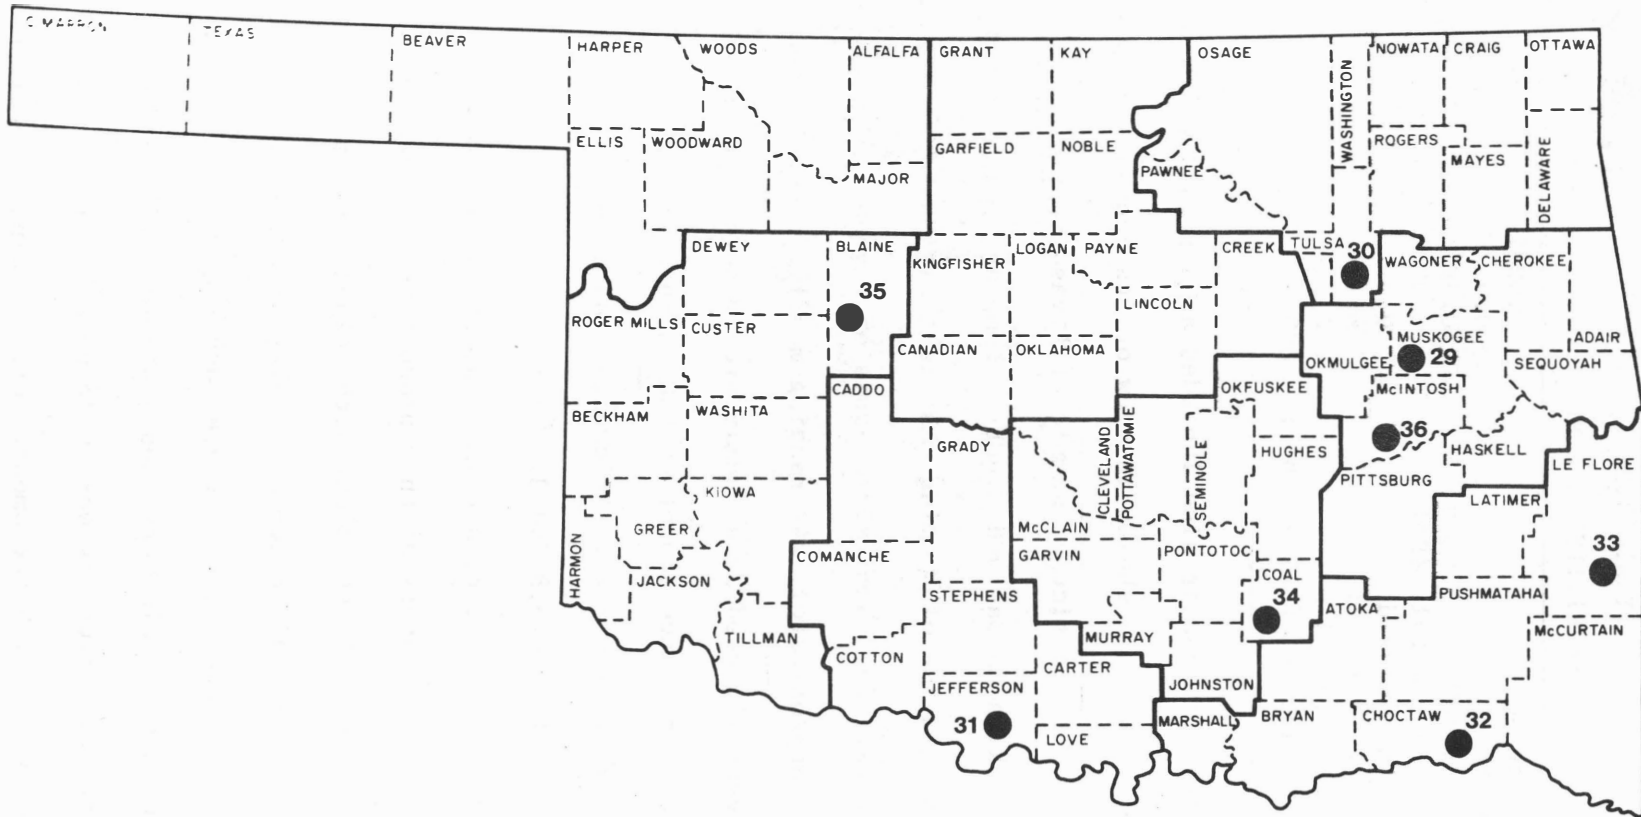 CIMARRON
TEXAS
BEAVER
HARPER
WOODS
ALFALFA
GRANT
KAY
OSAGE
WASHINGTON
NOWATA
CRAIG
OTTAWA
ELLIS
WOODWARD
MAJOR
GARFIELD
NOBLE
PAWNEE
ROGERS
MAYES
DELAWARE
DEWEY
BLAINE
KINGFISHER
LOGAN
PAYNE
CREEK
TULSA
30
WAGONER
CHEROKEE
35
LINCOLN
ROGER MILLS
CUSTER
CANADIAN
OKLAHOMA
OKMULGEE
MUSKOGEE
29
ADAIR
SEQUOYAH
CADDO
OKFUSKEE
McINTOSH
BECKHAM
WASHITA
GRADY
CLEVELAND
POTTAWATOMIE
SEMINOLE
HUGHES
36
HASKELL
LE FLORE
PITTSBURG
KIOWA
LATIMER
GREER
McCLAIN
HARMON
JACKSON
COMANCHE
GARVIN
PONTOTOC
COAL
33
STEPHENS
34
ATOKA
PUSHMATAHA
TILLMAN
COTTON
MURRAY
McCURTAIN
CARTER
JEFFERSON
JOHNSTON
31
LOVE
MARSHALL
BRYAN
CHOCTAW
32